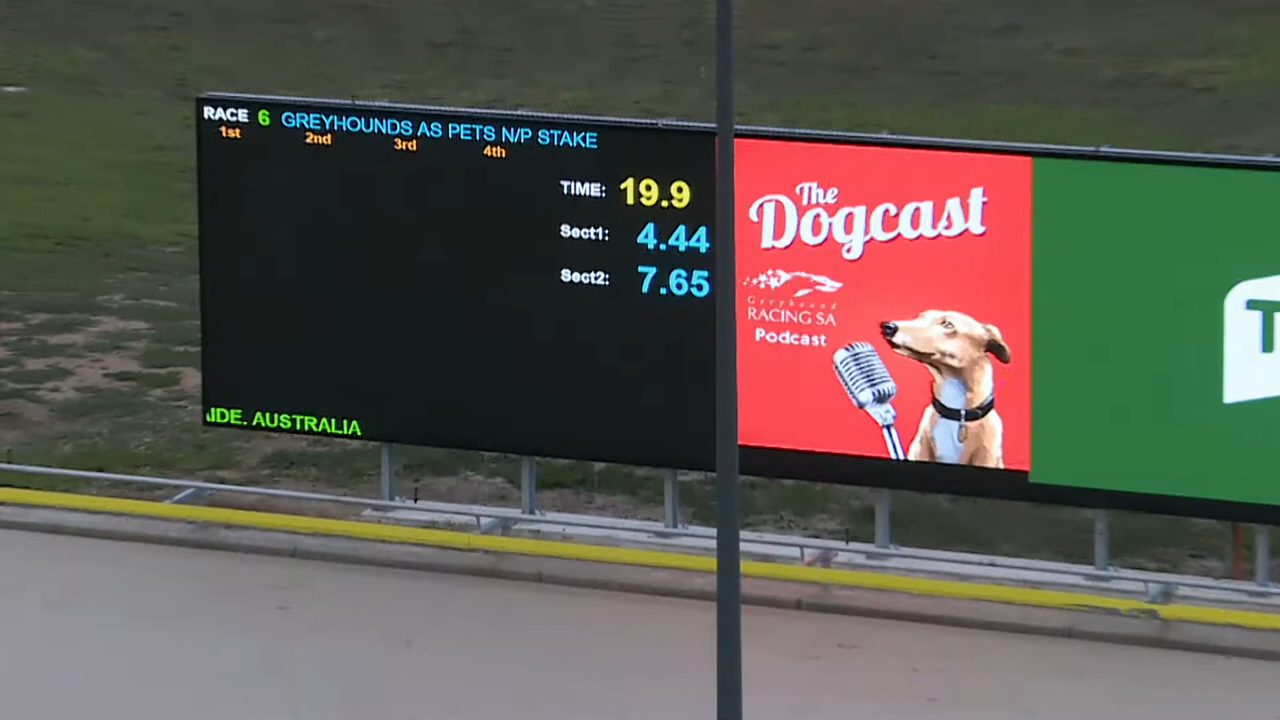 RACE 6 GREYHOUNDS AS PETS N/P STAKE
1st 2nd 3rd 4th
TIME: 19.9
Sect1: 4.44
Sect2: 7.65
IDE. AUSTRALIA
The
Dogcast
Greyhound
RACING SA
Podcast
T